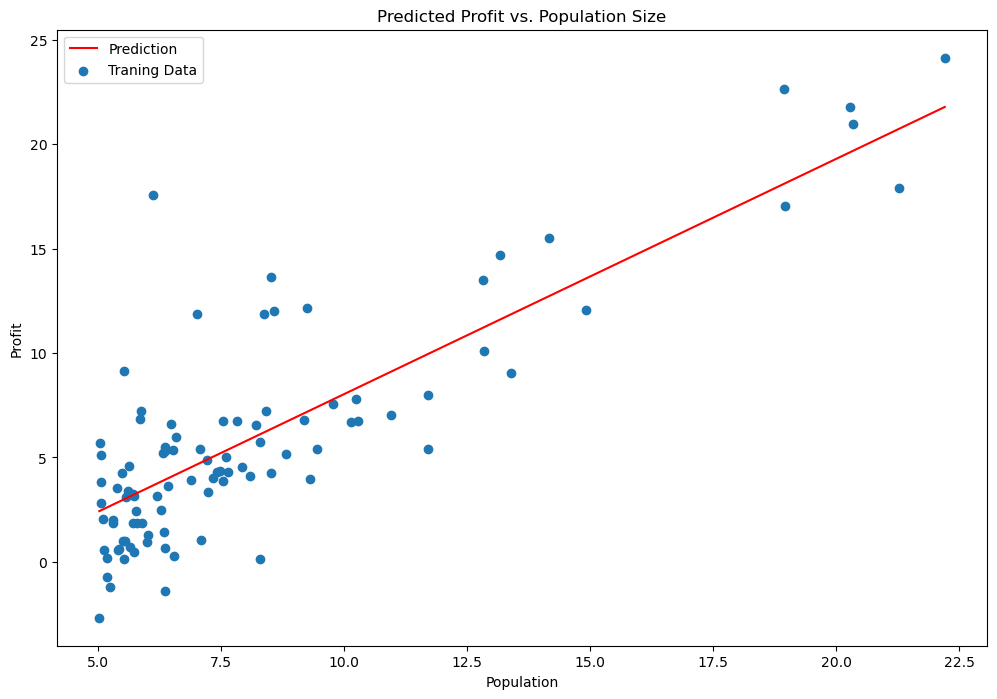 Predicted Profit vs. Population Size
Prediction
Traning Data
25
20
15
10
5
0
Profit
5.0
7.5
10.0
12.5
15.0
17.5
20.0
22.5
Population